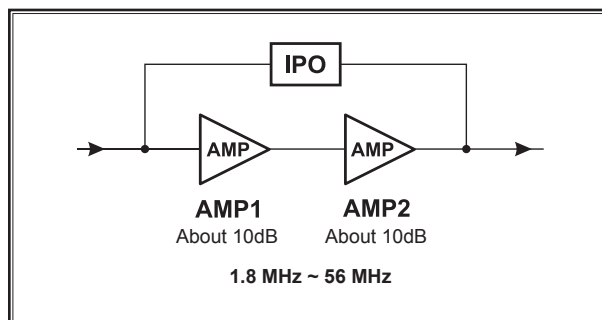 IPO
AMP AMP
AMP1 AMP2
About 10dB About 10dB
1.8 MHz ~ 56 MHz